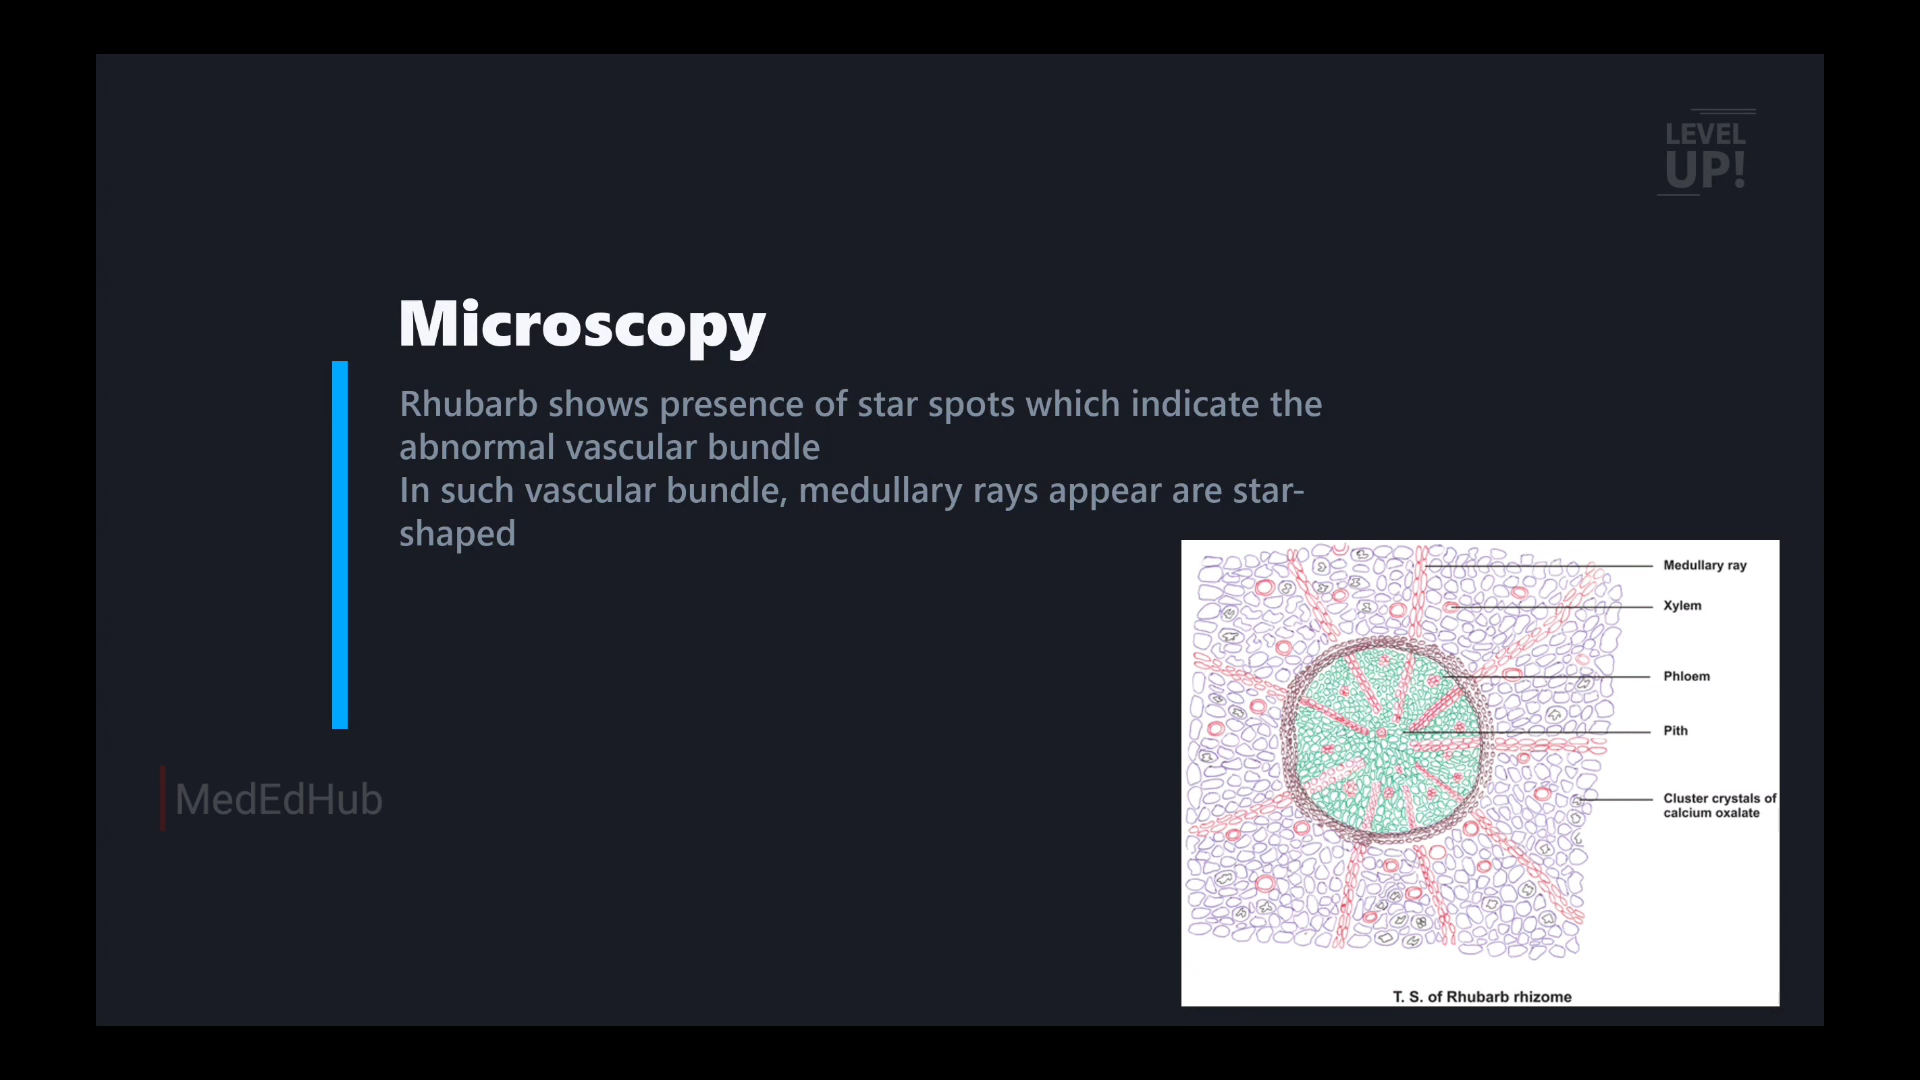 LEVEL
UP!
Microscopy
Rhubarb shows presence of star spots which indicate the
abnormal vascular bundle
In such vascular bundle, medullary rays appear are star-
shaped
Medullary ray
Xylem
Phloem
Pith
Cluster crystals of
calcium oxalate
T. S. of Rhubarb rhizome
MedEdHub